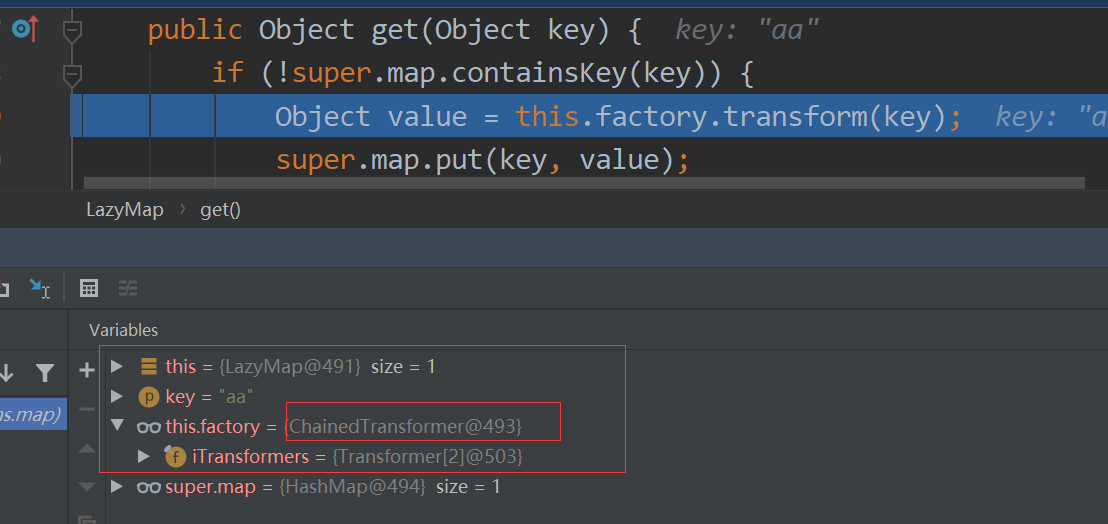 public Object get(Object key) { key: "aa"
if (!super.map.containsKey(key)) {
Object value = this.factory.transform(key); key: "a
super.map.put(key, value);
LazyMap › get()
Variables
this = {LazyMap@491} size = 1
key = "aa"
this.factory = {ChainedTransformer@493}
iTransformers = {Transformer[2]@503}
super.map = {HashMap@494} size = 1
ns.map)